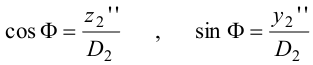 cos Φ = z₂'' / D₂ , sin Φ = y₂'' / D₂